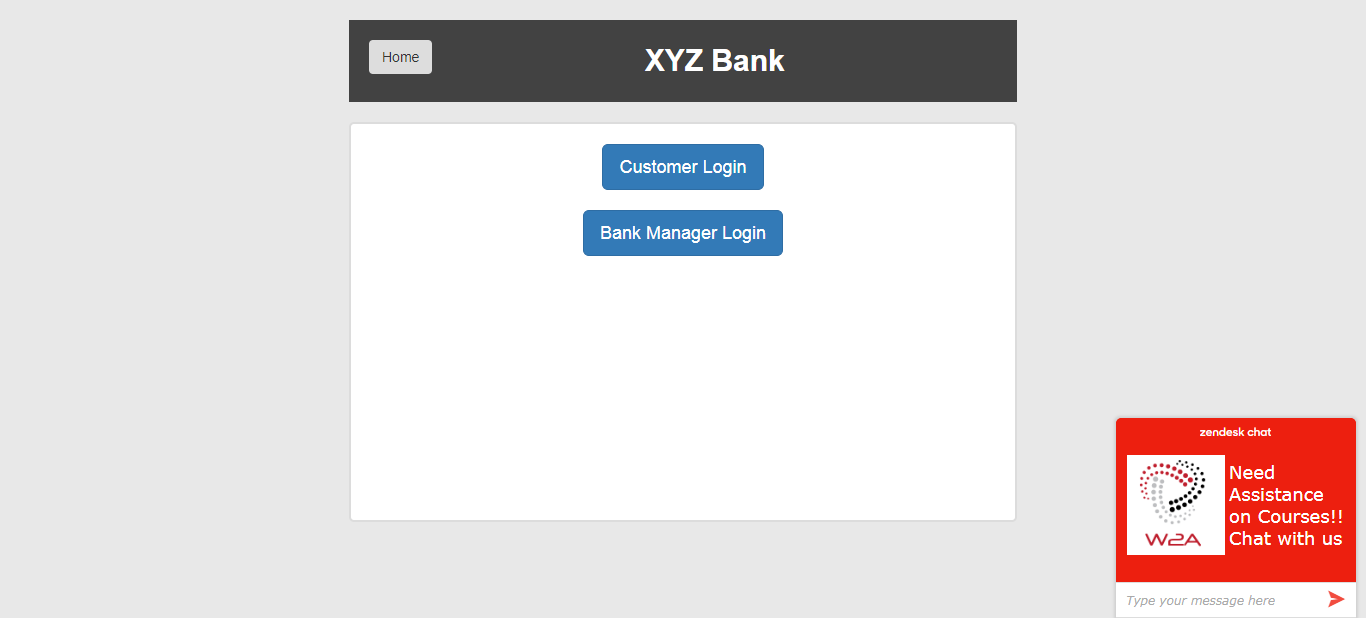 Home
XYZ Bank
Customer Login
Bank Manager Login
zendesk chat
Need
Assistance
on Courses!!
Chat with us
W2A
Type your message here